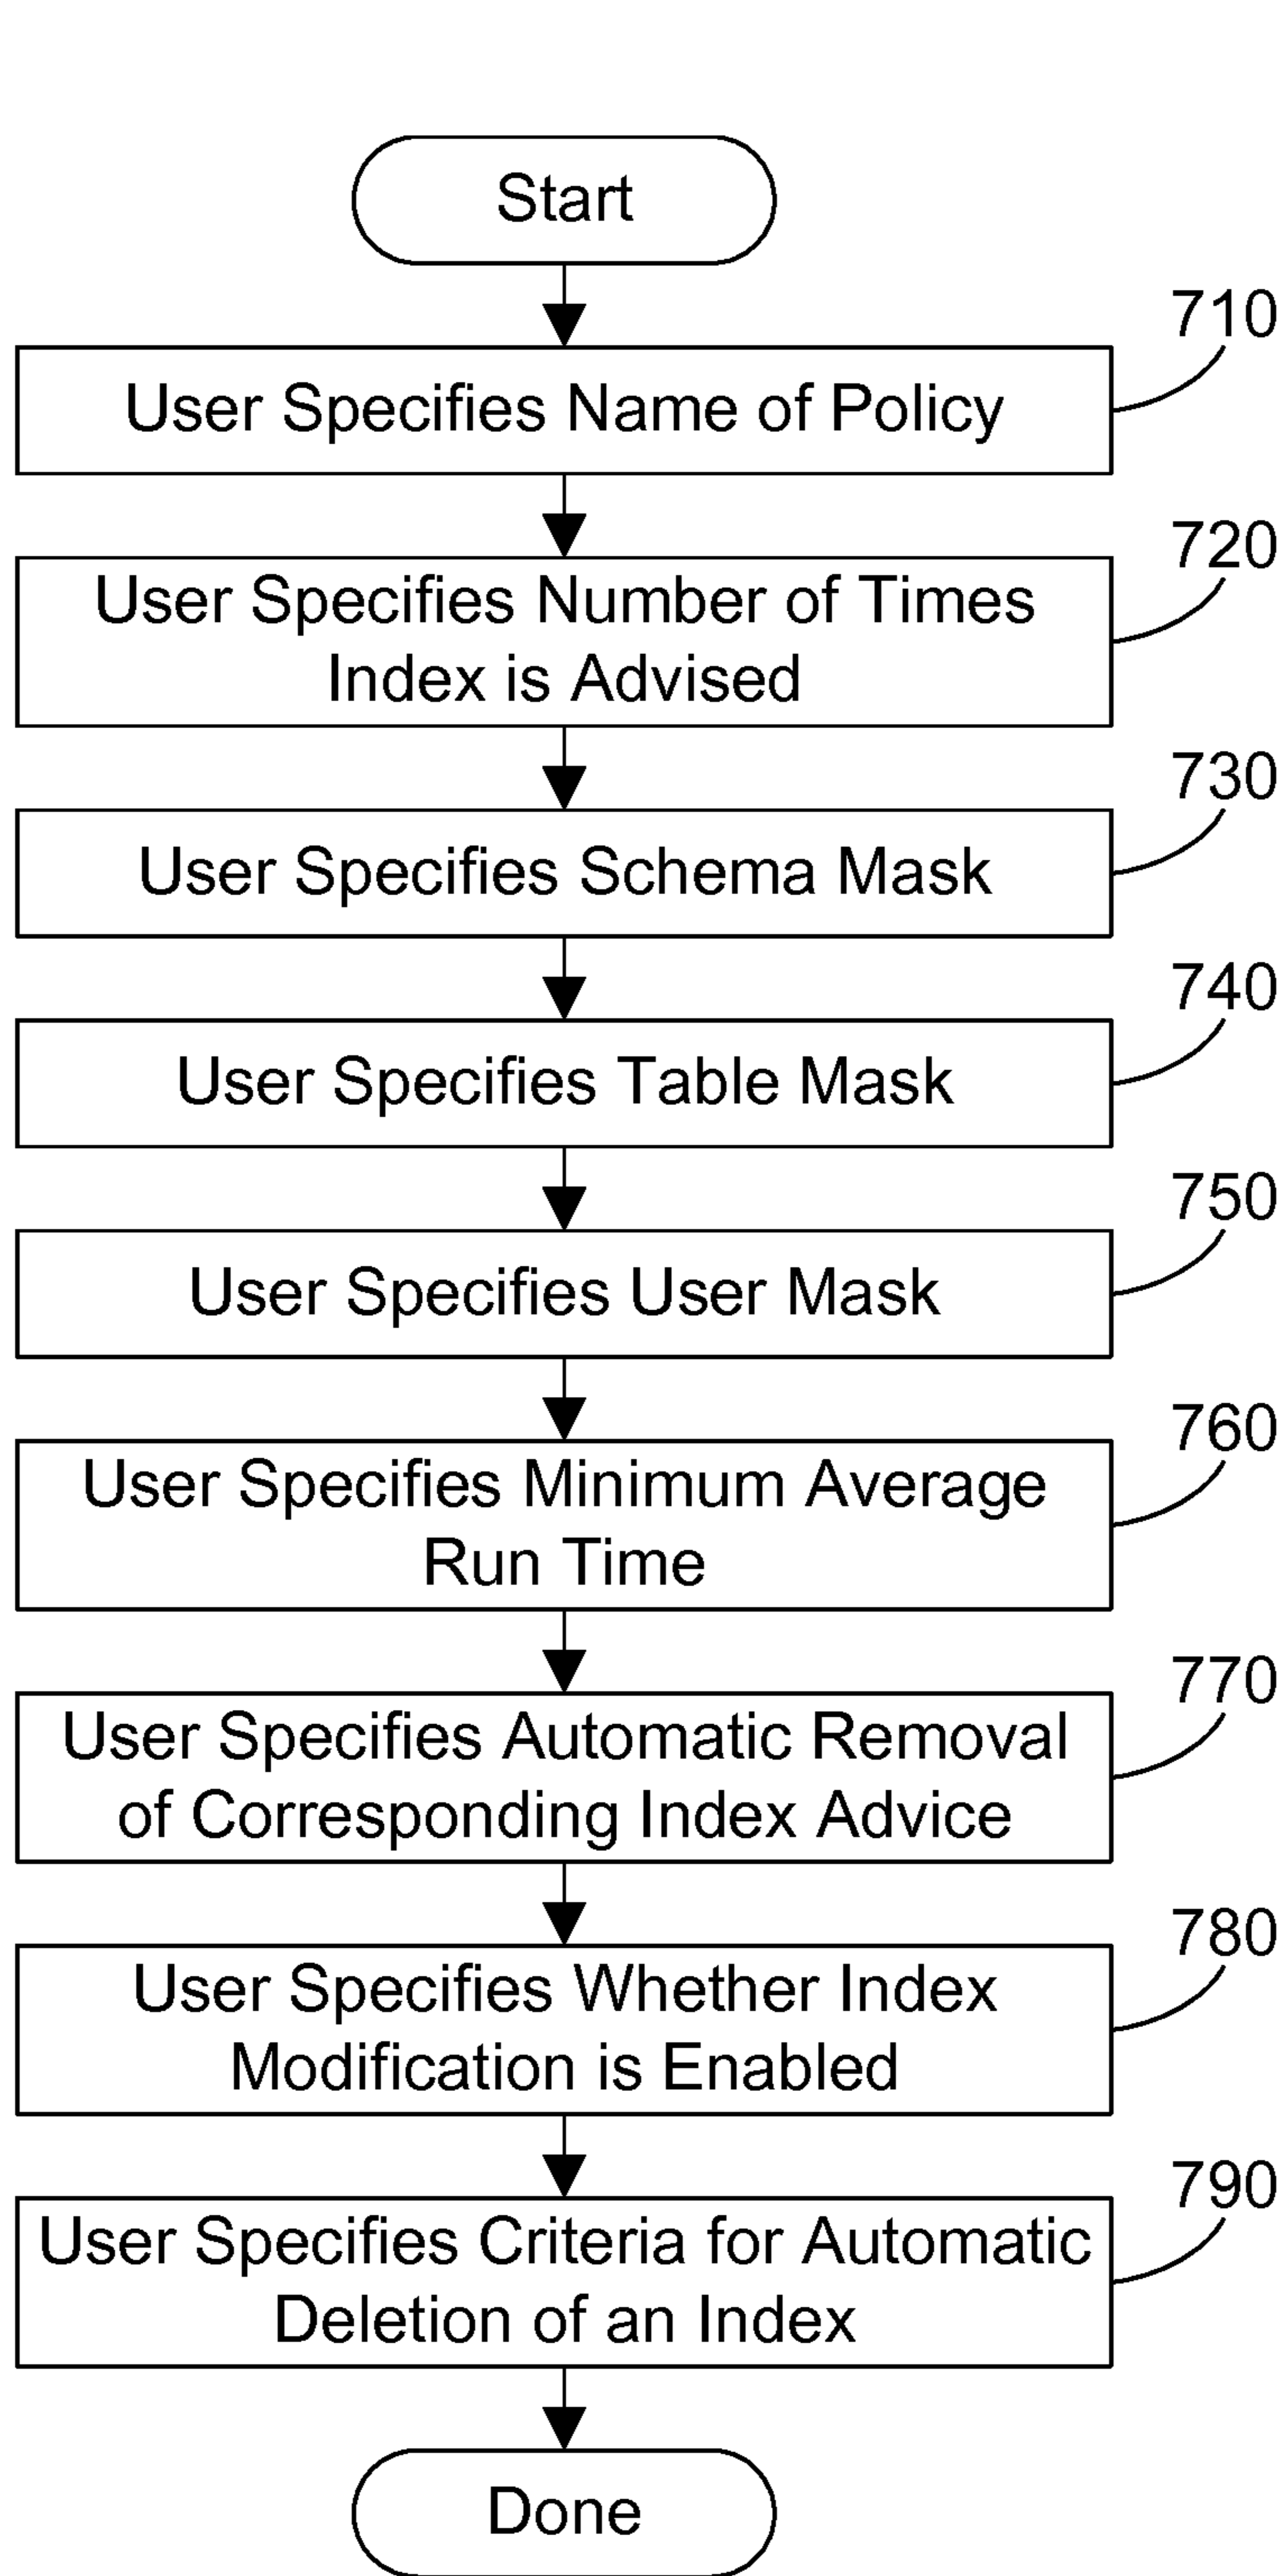 Start
710
User Specifies Name of Policy
720
User Specifies Number of Times
Index is Advised
730
User Specifies Schema Mask
740
User Specifies Table Mask
750
User Specifies User Mask
760
User Specifies Minimum Average
Run Time
770
User Specifies Automatic Removal
of Corresponding Index Advice
780
User Specifies Whether Index
Modification is Enabled
790
User Specifies Criteria for Automatic
Deletion of an Index
Done